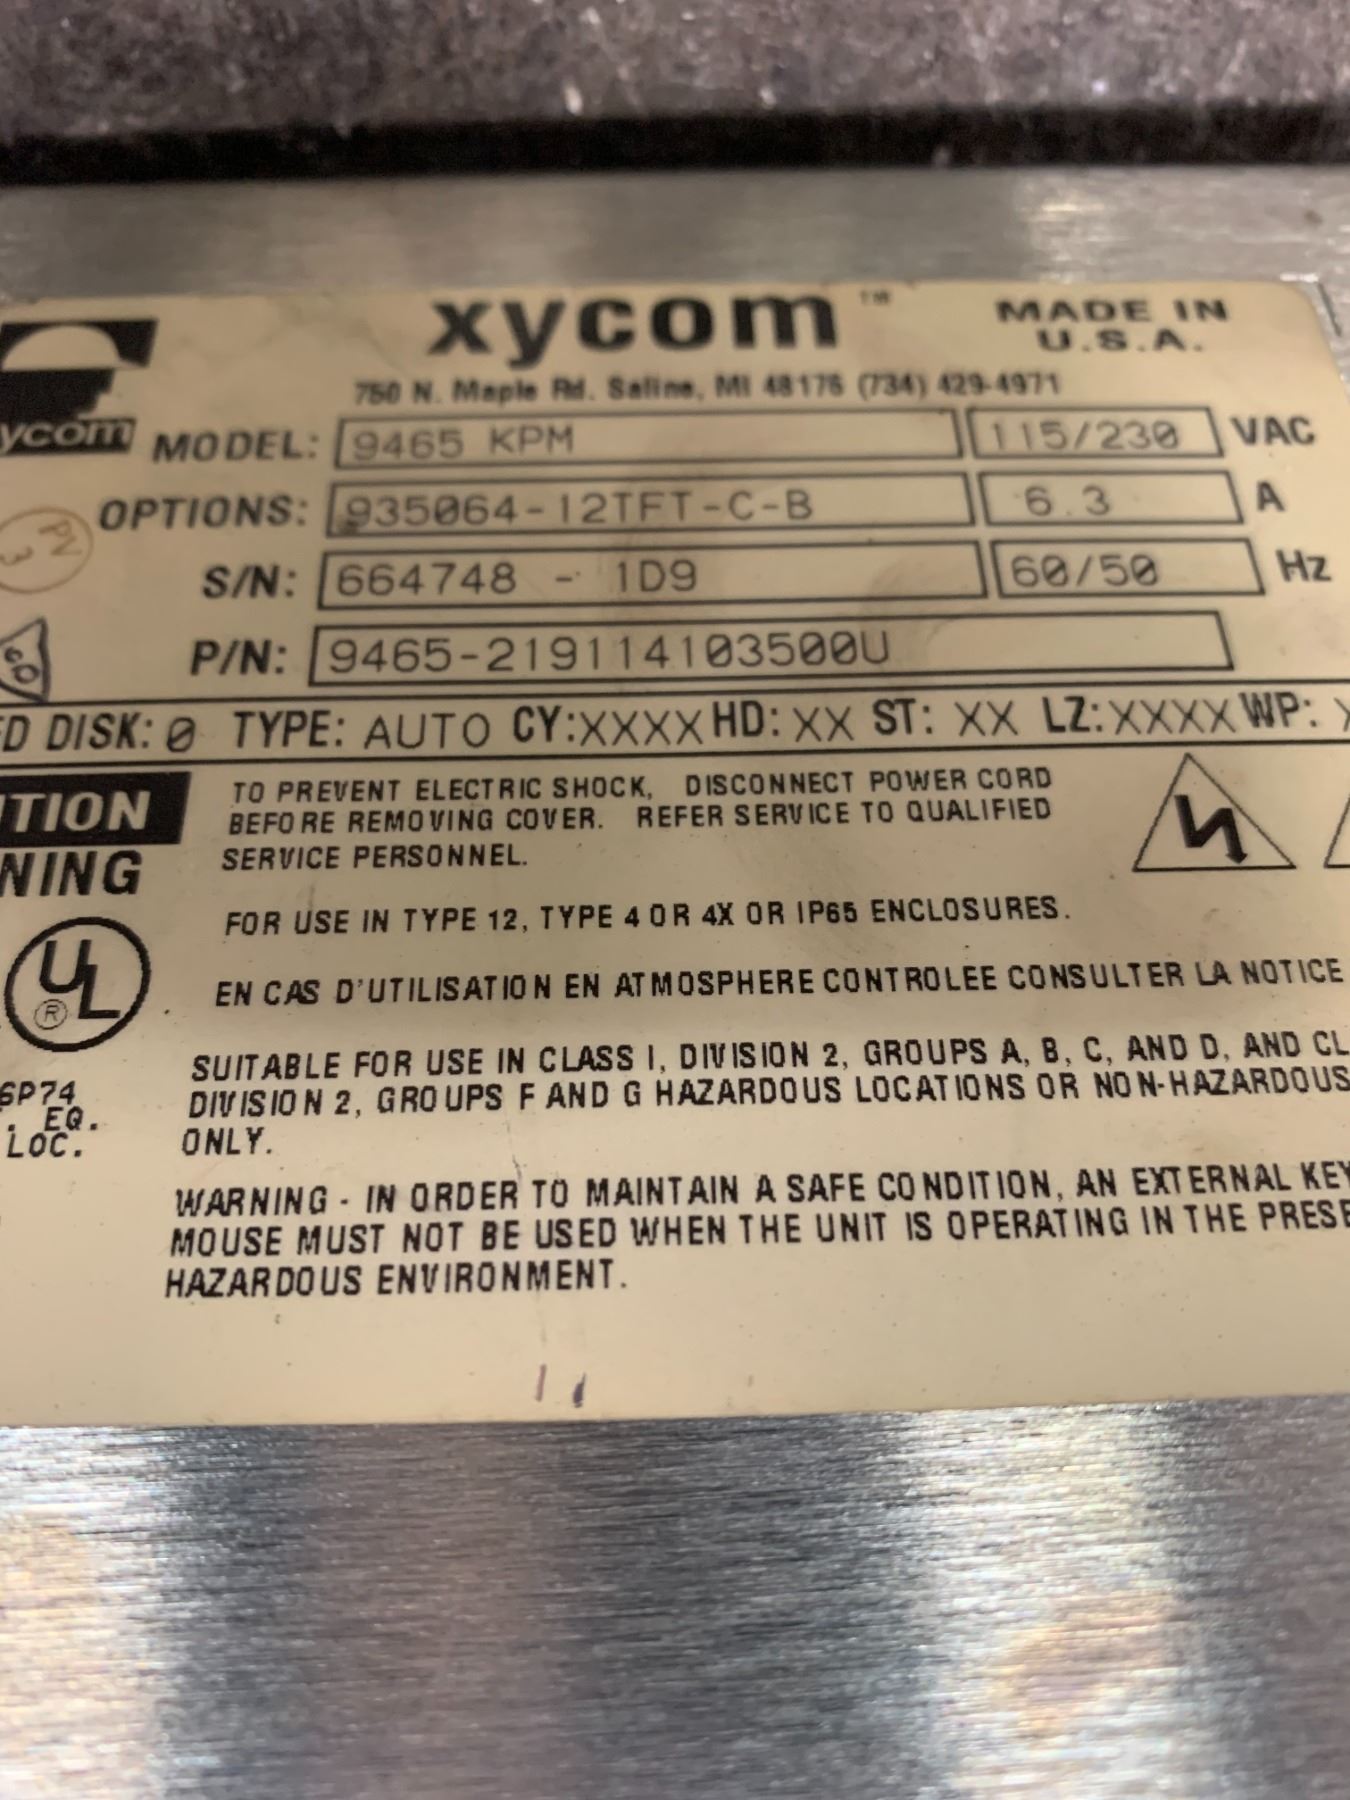 xycom ™ MADE IN
U.S.A.
750 N. Maple Rd. Saline, MI 48176 (734) 429-4971
ycom MODEL: 9465 KPM 115/230 VAC
OPTIONS: 935064-12TFT-C-B 6.3 A
PV
3
S/N: 664748 - 1D9 60/50 Hz
60
P/N: 9465-219114103500U
ED DISK: 0 TYPE: AUTO CY:XXXX HD: XX ST: XX LZ:XXXX WP: X
TION
NING
TO PREVENT ELECTRIC SHOCK, DISCONNECT POWER CORD
BEFORE REMOVING COVER. REFER SERVICE TO QUALIFIED
SERVICE PERSONNEL.
FOR USE IN TYPE 12, TYPE 4 OR 4X OR IP65 ENCLOSURES.
UL
®
EN CAS D'UTILISATION EN ATMOSPHERE CONTROLEE CONSULTER LA NOTICE
6P74
. EQ.
LOC.
SUITABLE FOR USE IN CLASS I, DIVISION 2, GROUPS A, B, C, AND D, AND CL
DIVISION 2, GROUPS F AND G HAZARDOUS LOCATIONS OR NON-HAZARDOUS
ONLY.
WARNING - IN ORDER TO MAINTAIN A SAFE CONDITION, AN EXTERNAL KEY
MOUSE MUST NOT BE USED WHEN THE UNIT IS OPERATING IN THE PRESE
HAZARDOUS ENVIRONMENT.